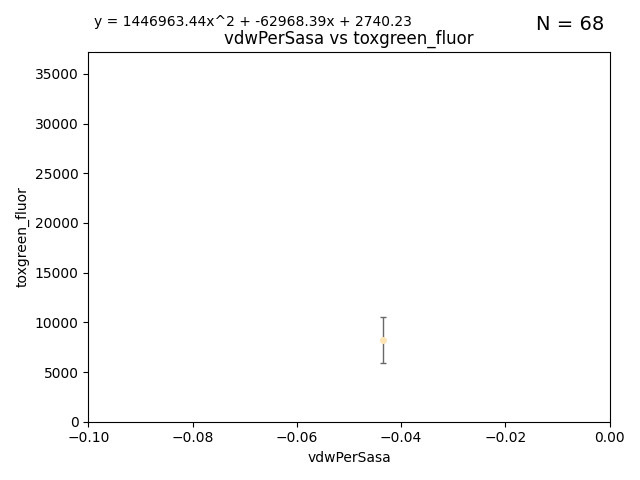 y = 1446963.44x^2 + -62968.39x + 2740.23
N = 68
vdwPerSasa vs toxgreen_fluor
toxgreen_fluor
35000
30000
25000
20000
15000
10000
5000
0
−0.10
−0.08
−0.06
−0.04
−0.02
0.00
vdwPerSasa